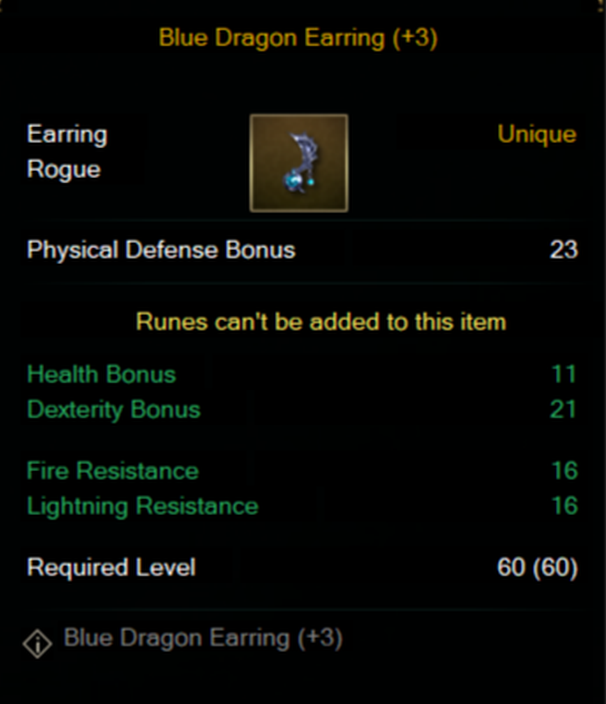 Blue Dragon Earring (+3)
Earring Unique
Rogue
Physical Defense Bonus 23
Runes can't be added to this item
Health Bonus 11
Dexterity Bonus 21
Fire Resistance 16
Lightning Resistance 16
Required Level 60 (60)
Blue Dragon Earring (+3)